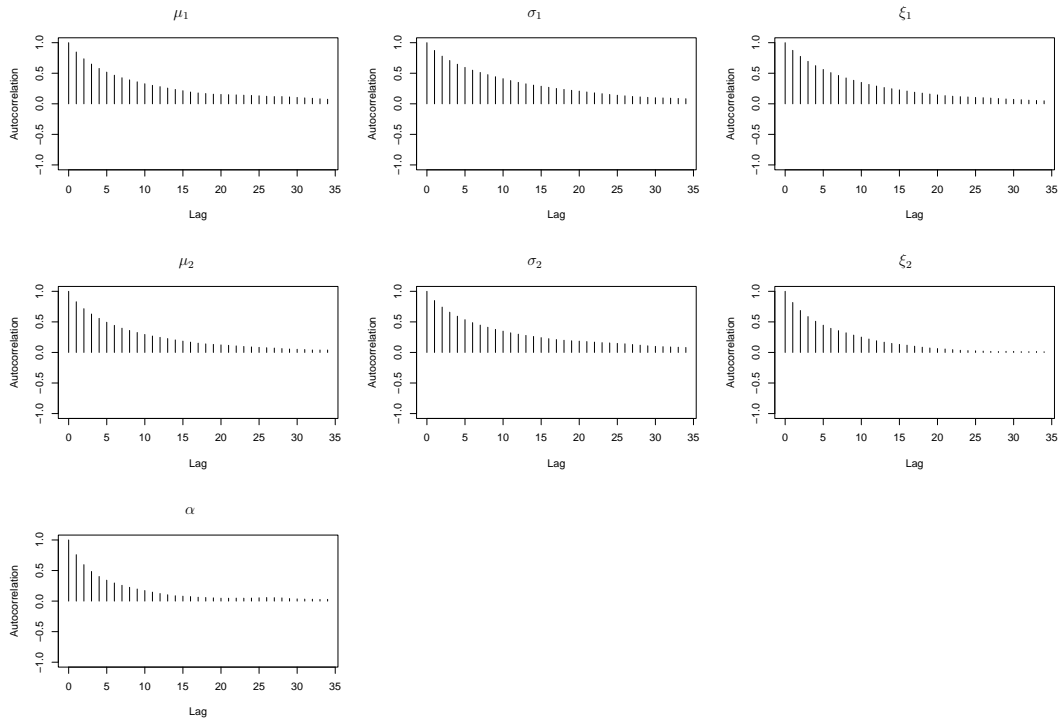 μ₁ σ₁ ξ₁
Autocorrelation Autocorrelation Autocorrelation
1.0 1.0 1.0
0.5 0.5 0.5
0.0 0.0 0.0
−0.5 −0.5 −0.5
−1.0 −1.0 −1.0
0 5 10 15 20 25 30 35 0 5 10 15 20 25 30 35 0 5 10 15 20 25 30 35
Lag Lag Lag
μ₂ σ₂ ξ₂
Autocorrelation Autocorrelation Autocorrelation
1.0 1.0 1.0
0.5 0.5 0.5
0.0 0.0 0.0
−0.5 −0.5 −0.5
−1.0 −1.0 −1.0
0 5 10 15 20 25 30 35 0 5 10 15 20 25 30 35 0 5 10 15 20 25 30 35
Lag Lag Lag
α
Autocorrelation
1.0
0.5
0.0
−0.5
−1.0
0 5 10 15 20 25 30 35
Lag